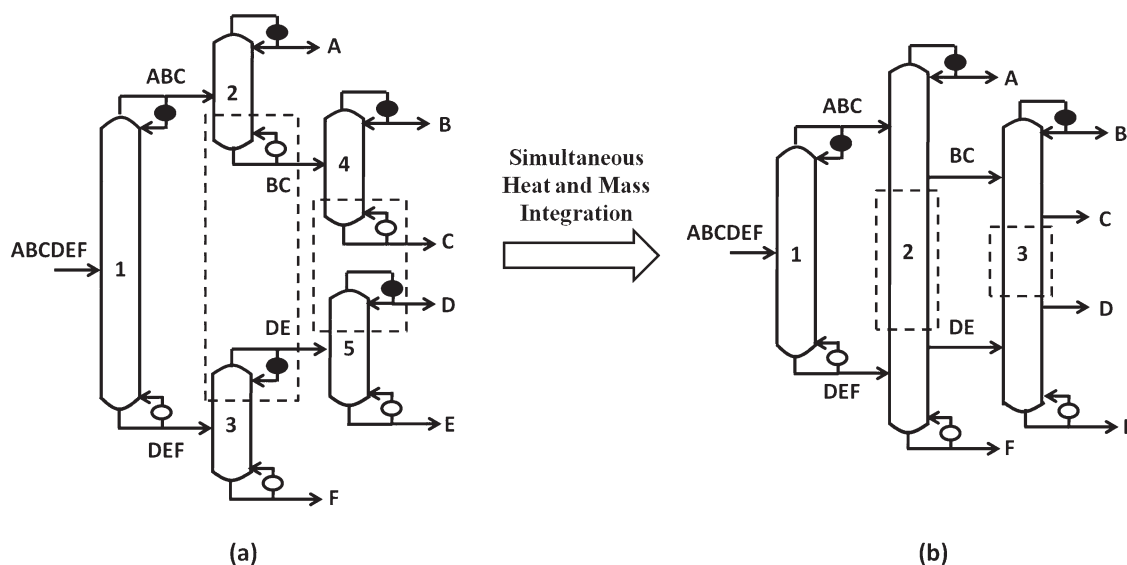 A
ABC
2
B
4
BC
C
ABCDEF
1
D
DE
5
3
E
DEF
F
(a)
Simultaneous
Heat and Mass
Integration
A
ABC
B
BC
C
ABCDEF
1
2
3
D
DE
DEF
F
(b)